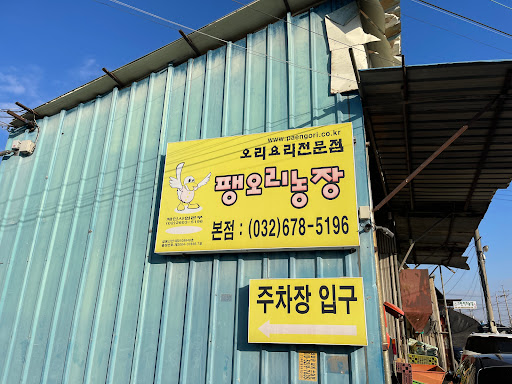 www.paengori.co.kr
오리요리전문점
팽오리농장
본점 : (032)678-5196
주차장 입구